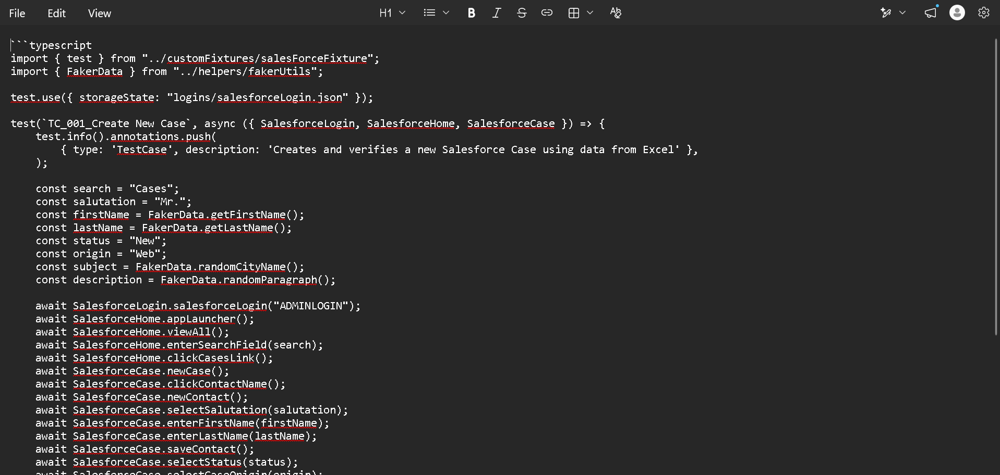 File Edit View H1
```typescript
import { test } from "../customFixtures/salesForceFixture";
import { FakerData } from "../helpers/fakerUtils";
test.use({ storageState: "logins/salesforceLogin.json" });
test(`TC_001_Create New Case`, async ({ SalesforceLogin, SalesforceHome, SalesforceCase }) => {
    test.info().annotations.push(
        { type: 'TestCase', description: 'Creates and verifies a new Salesforce Case using data from Excel' },
    );
    const search = "Cases";
    const salutation = "Mr.";
    const firstName = FakerData.getFirstName();
    const lastName = FakerData.getLastName();
    const status = "New";
    const origin = "Web";
    const subject = FakerData.randomCityName();
    const description = FakerData.randomParagraph();
    await SalesforceLogin.salesforceLogin("ADMINLOGIN");
    await SalesforceHome.appLauncher();
    await SalesforceHome.viewAll();
    await SalesforceHome.enterSearchField(search);
    await SalesforceHome.clickCasesLink();
    await SalesforceCase.newCase();
    await SalesforceCase.clickContactName();
    await SalesforceCase.newContact();
    await SalesforceCase.selectSalutation(salutation);
    await SalesforceCase.enterFirstName(firstName);
    await SalesforceCase.enterLastName(lastName);
    await SalesforceCase.saveContact();
    await SalesforceCase.selectStatus(status);
    await SalesforceCase.selectCaseOrigin(origin);